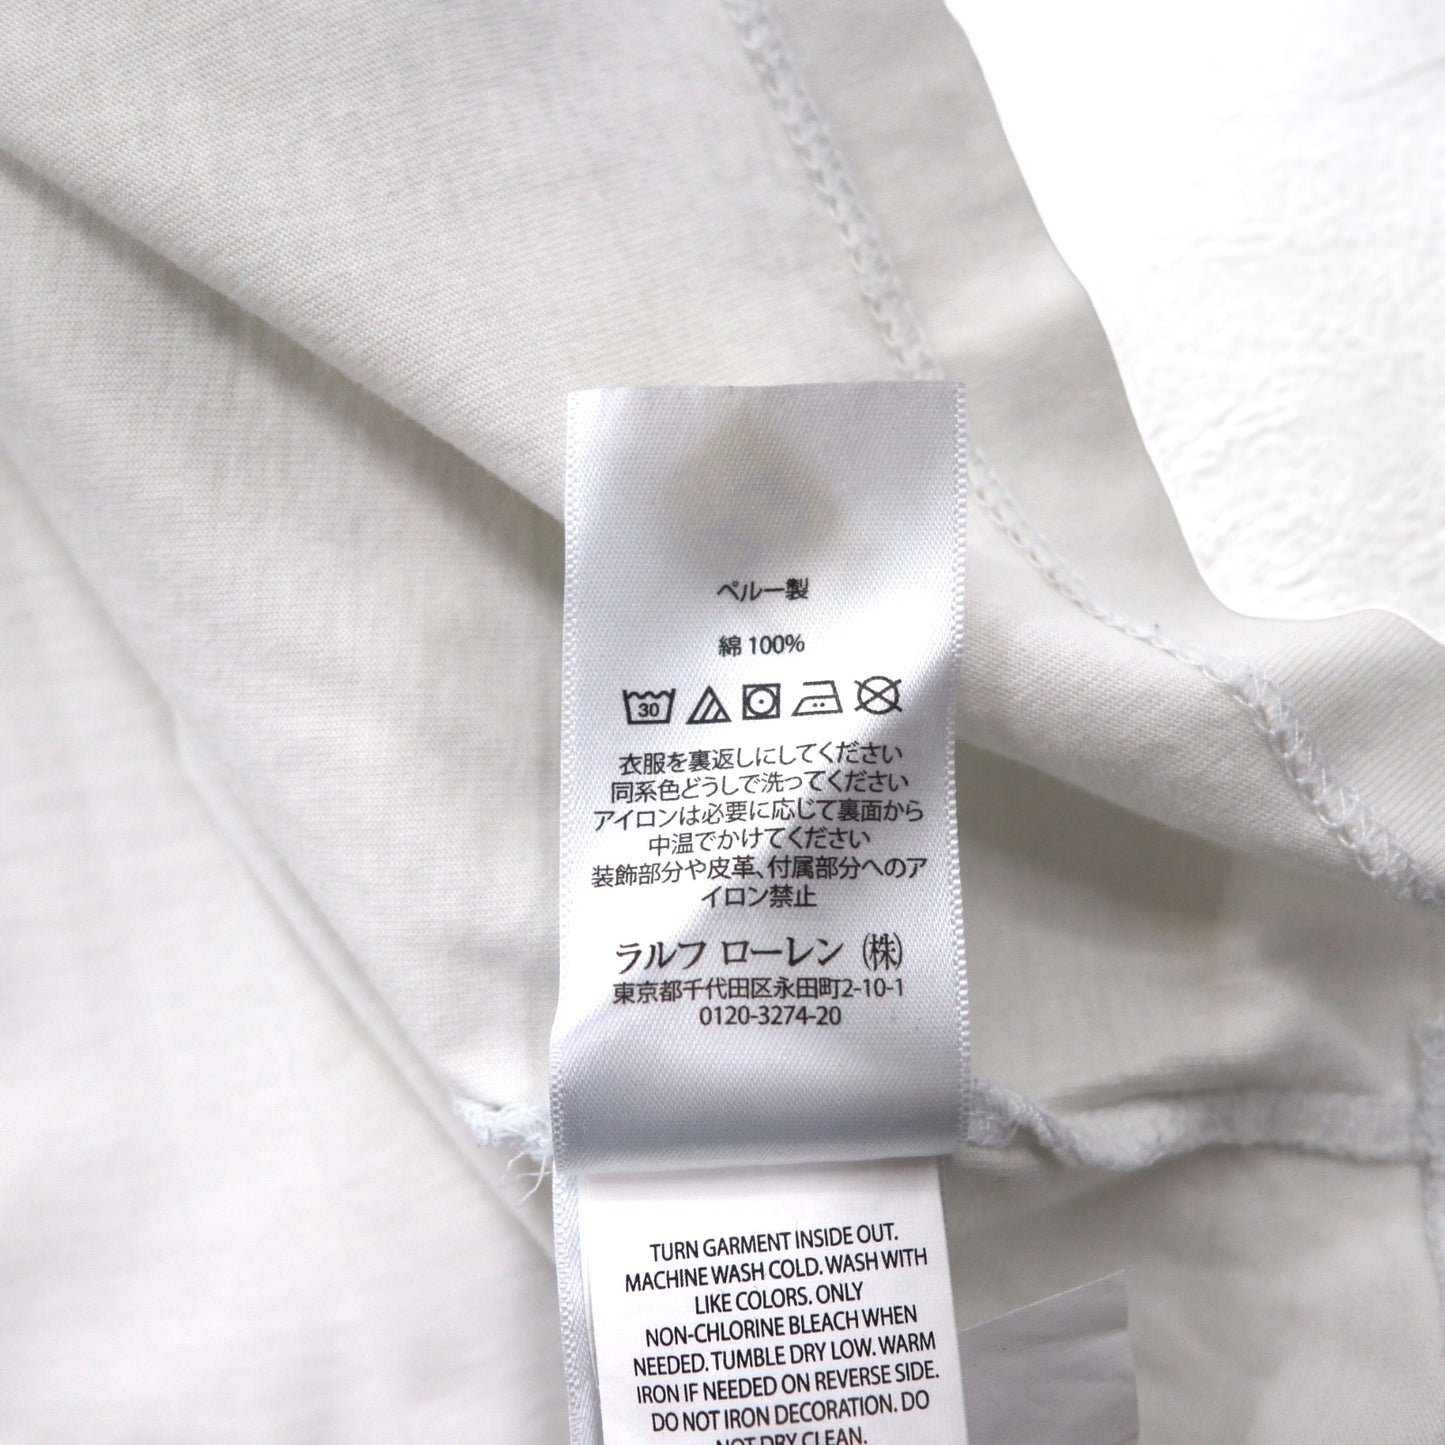 ペルー製
綿 100%
30
衣服を裏返しにしてください
同系色どうしで洗ってください
アイロンは必要に応じて裏面から
中温でかけてください
装飾部分や皮革、付属部分へのア
イロン禁止
ラルフ ローレン (株)
東京都千代田区永田町2-10-1
0120-3274-20
TURN GARMENT INSIDE OUT.
MACHINE WASH COLD. WASH WITH
LIKE COLORS. ONLY
NON-CHLORINE BLEACH WHEN
NEEDED. TUMBLE DRY LOW. WARM
IRON IF NEEDED ON REVERSE SIDE.
DO NOT IRON DECORATION. DO
NOT DRY CLEAN.